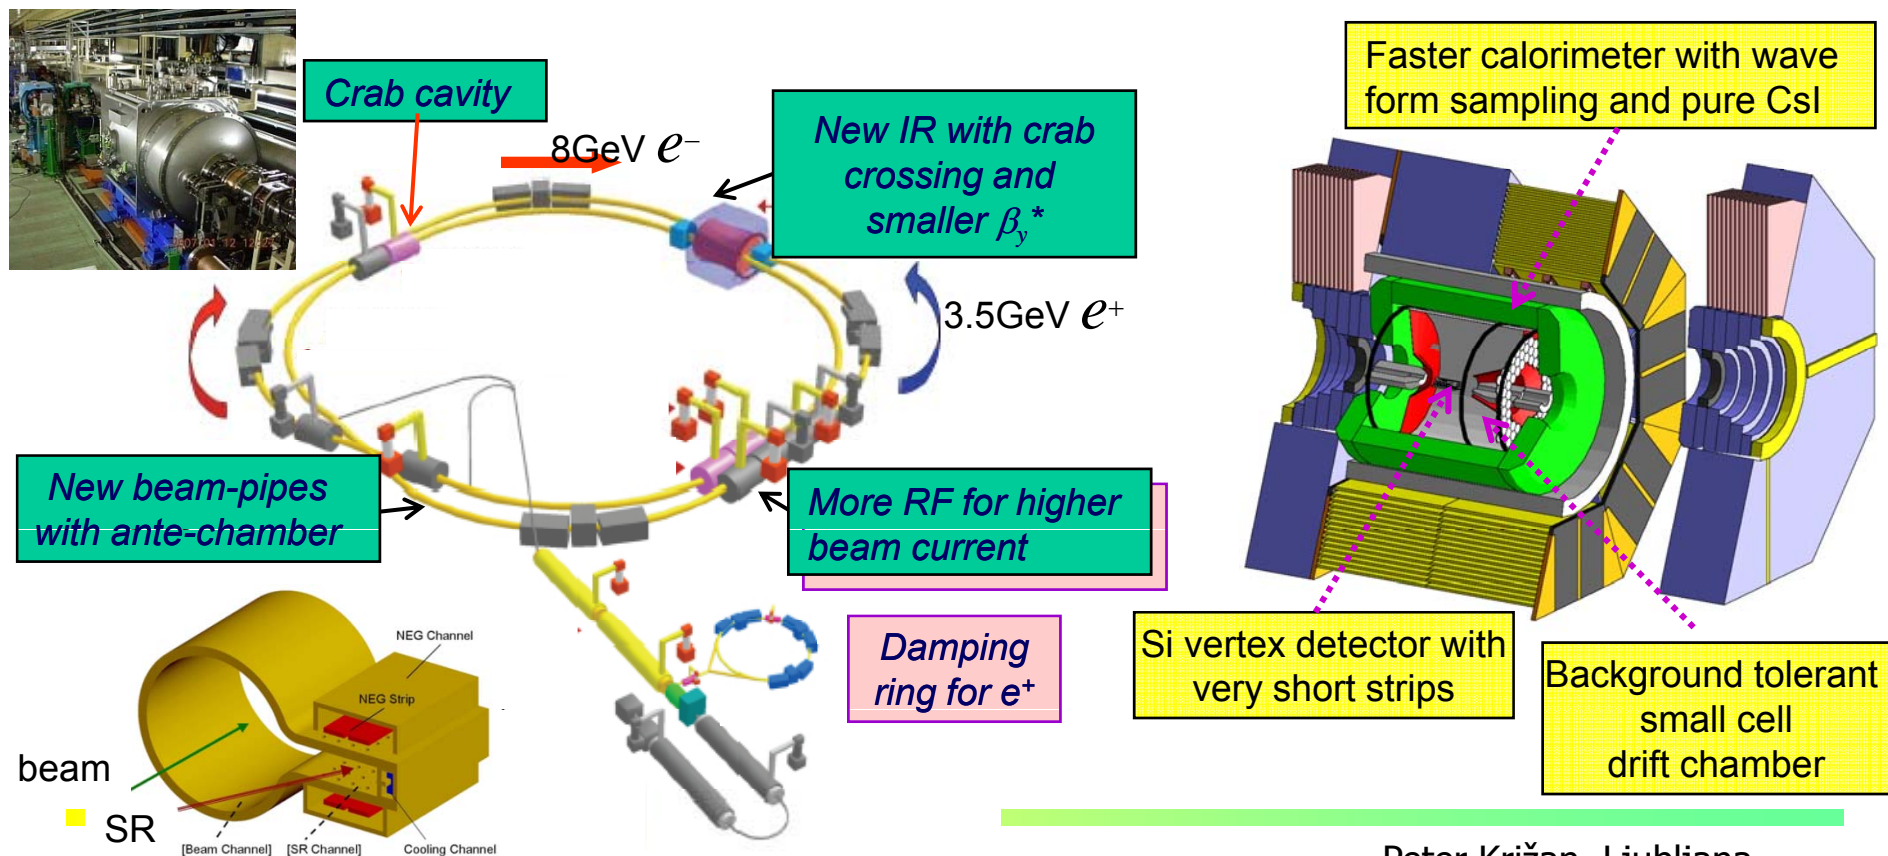 Crab cavity
8GeV e−
New IR with crab
crossing and
smaller βy*
3.5GeV e+
New beam-pipes
with ante-chamber
More RF for higher
beam current
Damping
ring for e+
NEG Channel
NEG Strip
beam
SR
[Beam Channel]
[SR Channel]
Cooling Channel
Faster calorimeter with wave
form sampling and pure CsI
Si vertex detector with
very short strips
Background tolerant
small cell
drift chamber
Peter Križan, Ljubljana